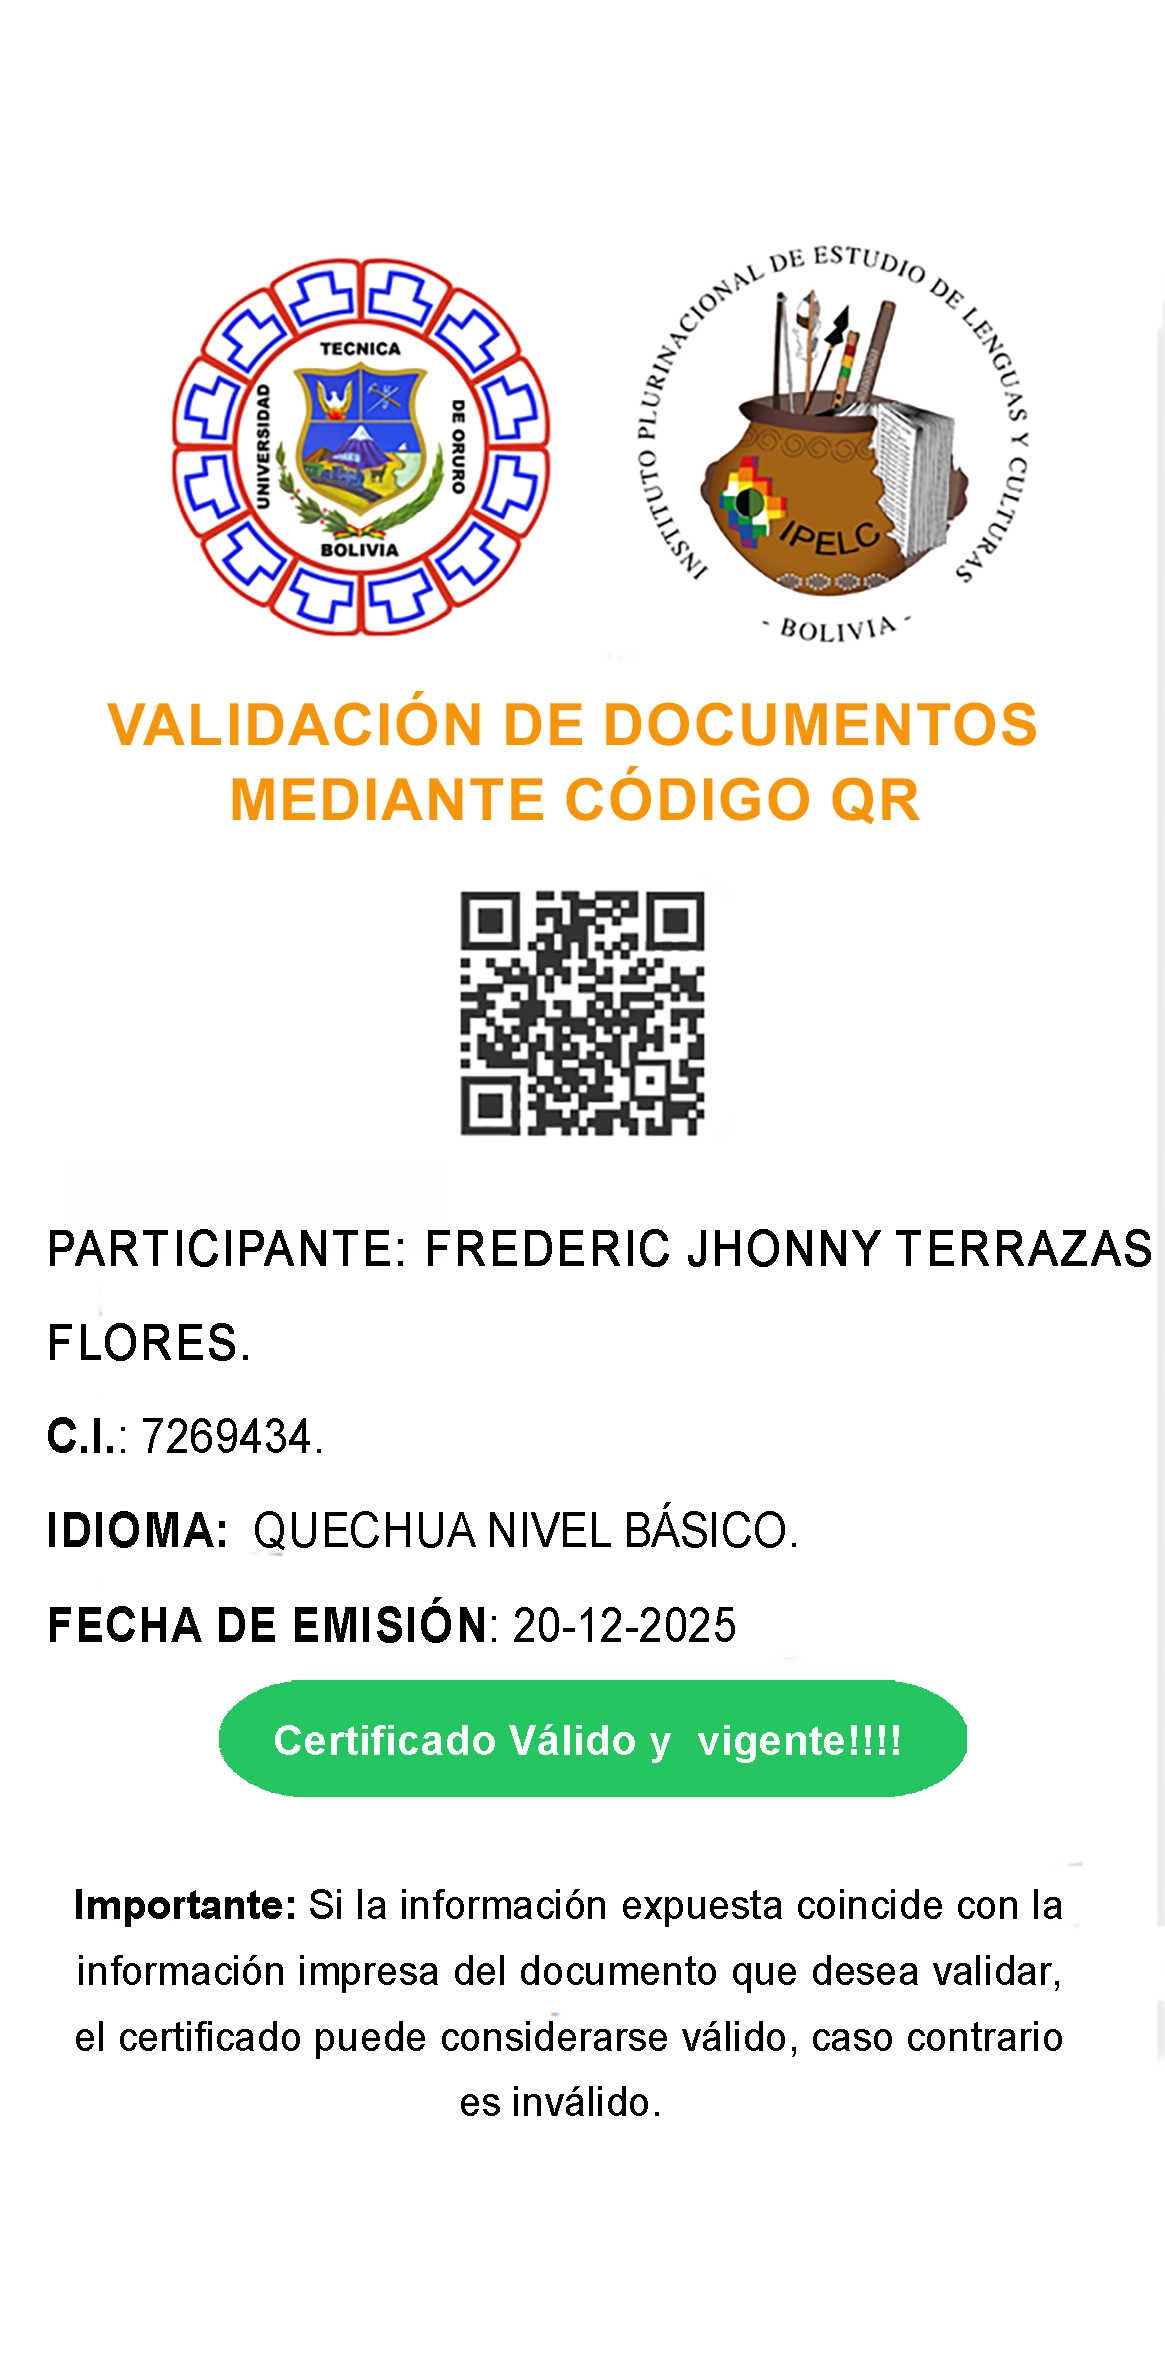 TECNICA
UNIVERSIDAD
DE ORURO
BOLIVIA
INSTITUTO PLURINACIONAL DE ESTUDIO DE LENGUAS Y CULTURAS
IPELC
- BOLIVIA -
VALIDACIÓN DE DOCUMENTOS
MEDIANTE CÓDIGO QR
PARTICIPANTE: FREDERIC JHONNY TERRAZAS
FLORES.
C.I.: 7269434.
IDIOMA: QUECHUA NIVEL BÁSICO.
FECHA DE EMISIÓN: 20-12-2025
Certificado Válido y vigente!!!!
Importante: Si la información expuesta coincide con la
información impresa del documento que desea validar,
el certificado puede considerarse válido, caso contrario
es inválido.